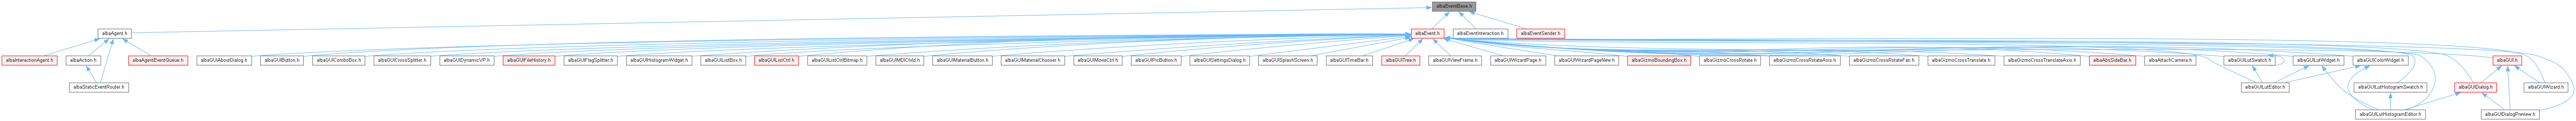 albaEventBase.h
albaAgent.h
albaEvent.h
albaEventInteraction.h
albaEventSender.h
albaInteractionAgent.h
albaAction.h
albaAgentEventQueue.h
albaGUIAboutDialog.h
albaGUIButton.h
albaGUIComboBox.h
albaGUICrossSplitter.h
albaGUIDynamicVP.h
albaGUIFileHistory.h
albaGUIFlagSplitter.h
albaGUIHistogramWidget.h
albaGUIListBox.h
albaGUIListCtrl.h
albaGUIListCtrlBitmap.h
albaGUIMDIChild.h
albaGUIMaterialButton.h
albaGUIMaterialChooser.h
albaGUIMovieCtrl.h
albaGUIPicButton.h
albaGUISettingsDialog.h
albaGUISplashScreen.h
albaGUITimeBar.h
albaGUITree.h
albaGUIViewFrame.h
albaGUIWizardPage.h
albaGUIWizardPageNew.h
albaGizmoBoundingBox.h
albaGizmoCrossRotate.h
albaGizmoCrossRotateAxis.h
albaGizmoCrossRotateFan.h
albaGizmoCrossTranslate.h
albaGizmoCrossTranslateAxis.h
albaAbsSideBar.h
albaAttachCamera.h
albaGUILutSwatch.h
albaGUILutWidget.h
albaGUIColorWidget.h
albaGUI.h
albaStaticEventRouter.h
albaGUILutEditor.h
albaGUILutHistogramSwatch.h
albaGUIDialog.h
albaGUIWizard.h
albaGUILutHistogramEditor.h
albaGUIDialogPreview.h